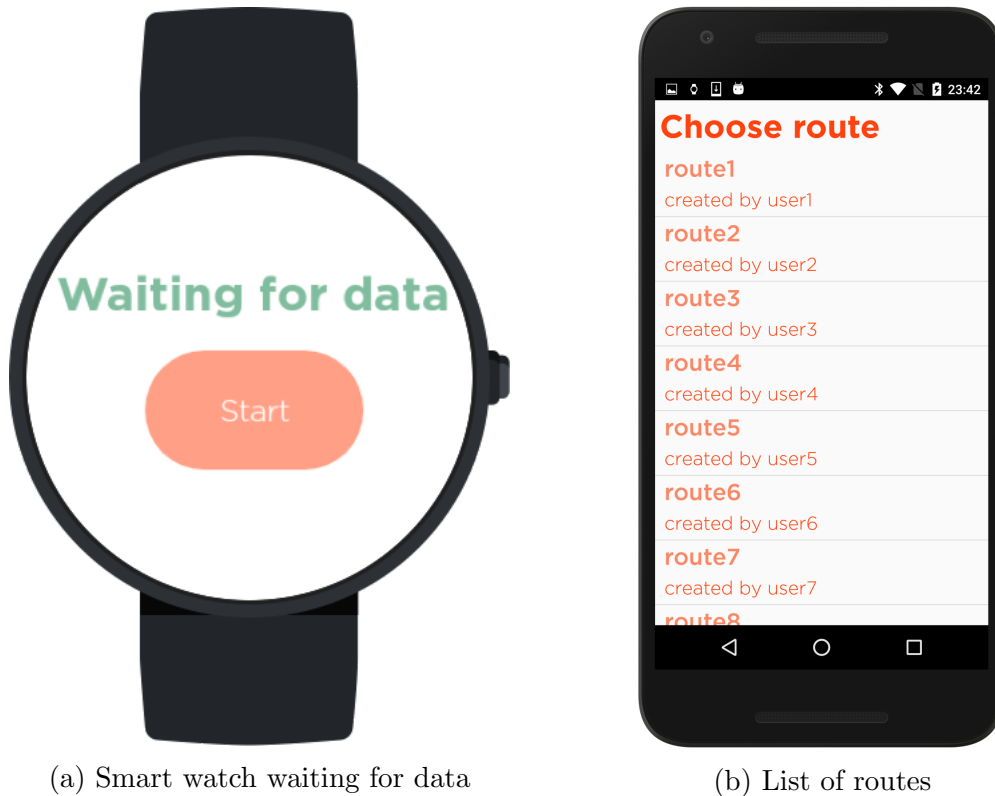 Waiting for data
Start
(a) Smart watch waiting for data
23:42
Choose route
route1
created by user1
route2
created by user2
route3
created by user3
route4
created by user4
route5
created by user5
route6
created by user6
route7
created by user7
route8
(b) List of routes